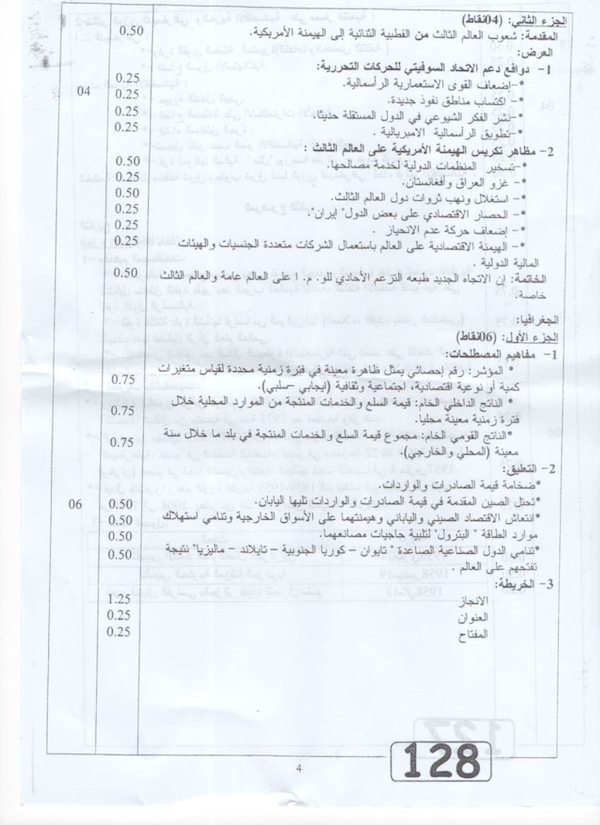 الجزء الثاني: (04نقاط)
المقدمة: شعوب العالم الثالث من القطبية الثنائية إلى الهيمنة الأمريكية.
0.50
العرض:
1- دوافع دعم الاتحاد السوفيتي للحركات التحررية:
*-إضعاف القوى الاستعمارية الرأسمالية.
0.25
04
*- اكتساب مناطق نفوذ جديدة.
0.25
*-نشر الفكر الشيوعي في الدول المستقلة حديثا.
0.25
*-تطويق الرأسمالية الامبريالية .
0.25
2- مظاهر تكريس الهيمنة الأمريكية على العالم الثالث :
*-تسخير المنظمات الدولية لخدمة مصالحها.
0.50
*- غزو العراق وأفغانستان.
0.25
*- استغلال ونهب ثروات دول العالم الثالث.
0.50
*- الحصار الاقتصادي على بعض الدول" إيران".
0.25
*- إضعاف حركة عدم الانحياز .
0.25
*- الهيمنة الاقتصادية على العالم باستعمال الشركات متعددة الجنسيات والهيئات
0.25
المالية الدولية .
الخاتمة: إن الاتجاه الجديد طبعه التزعم الأحادي للو. م. ا على العالم عامة والعالم الثالث
0.50
خاصة.
الجغرافيا:
الجزء الأول: (06نقاط)
1- مفاهيم المصطلحات:
* المؤشر: رقم إحصائي يمثل ظاهرة معينة في فترة زمنية محددة لقياس متغيرات
كمية أو نوعية اقتصادية، اجتماعية وثقافية (ايجابي –سلبي).
0.75
* الناتج الداخلي الخام: قيمة السلع والخدمات المنتجة من الموارد المحلية خلال
0.75
فترة زمنية معينة محليا.
*الناتج القومي الخام: مجموع قيمة السلع والخدمات المنتجة في بلد ما خلال سنة
0.75
معينة (المحلي والخارجي).
2- التعليق:
*ضخامة قيمة الصادرات والواردات.
*تحتل الصين المقدمة في قيمة الصادرات والواردات تليها اليابان.
0.50
06
*انتعاش الاقتصاد الصيني والياباني وهيمنتهما على الأسواق الخارجية وتنامي استهلاك
0.50
موارد الطاقة " البترول" لتلبية حاجيات مصانعهما.
0.50
*تنامي الدول الصناعية الصاعدة " تايوان – كوريا الجنوبية – تايلاند – ماليزيا" نتيجة
0.50
تفتحهم على العالم .
3- الخريطة:
الانجاز
1.25
العنوان
0.25
المفتاح
0.25
128
4